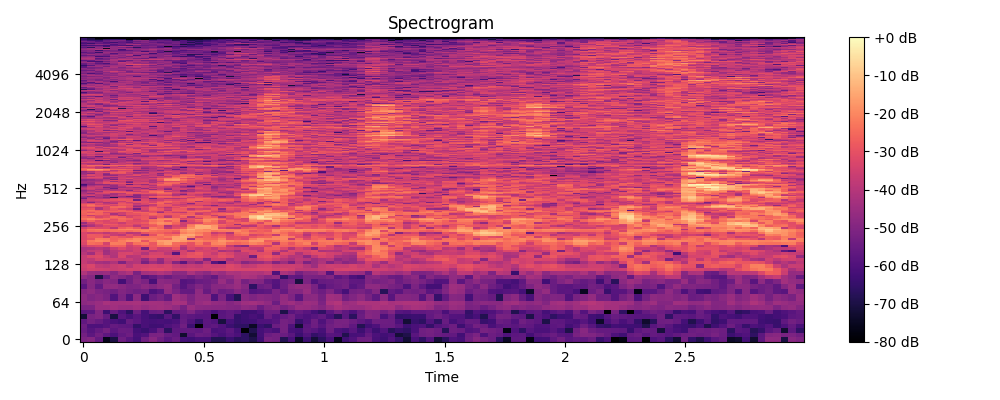 Spectrogram
Hz
4096
2048
1024
512
256
128
64
0
0
0.5
1
1.5
2
2.5
Time
+0 dB
-10 dB
-20 dB
-30 dB
-40 dB
-50 dB
-60 dB
-70 dB
-80 dB